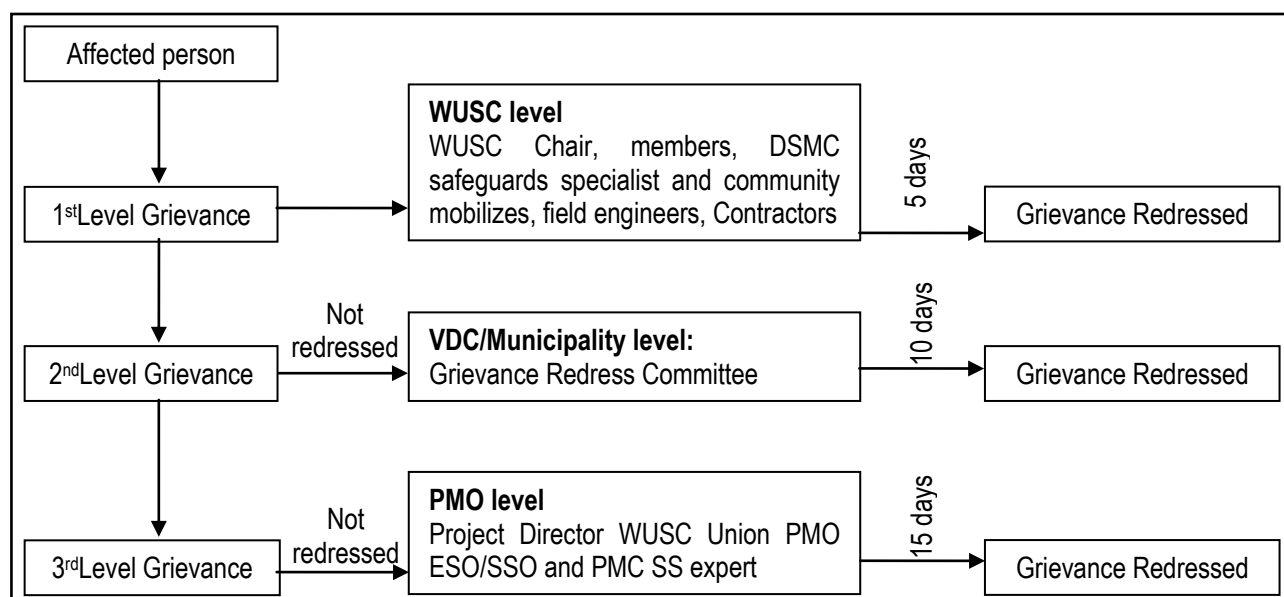 Affected person
WUSC level
WUSC Chair, members, DSMC
safeguards specialist and community
mobilizes, field engineers, Contractors
5 days
1stLevel Grievance
Grievance Redressed
Not
redressed
VDC/Municipality level:
Grievance Redress Committee
10 days
2ndLevel Grievance
Grievance Redressed
Not
redressed
PMO level
Project Director WUSC Union PMO
ESO/SSO and PMC SS expert
15 days
3rdLevel Grievance
Grievance Redressed